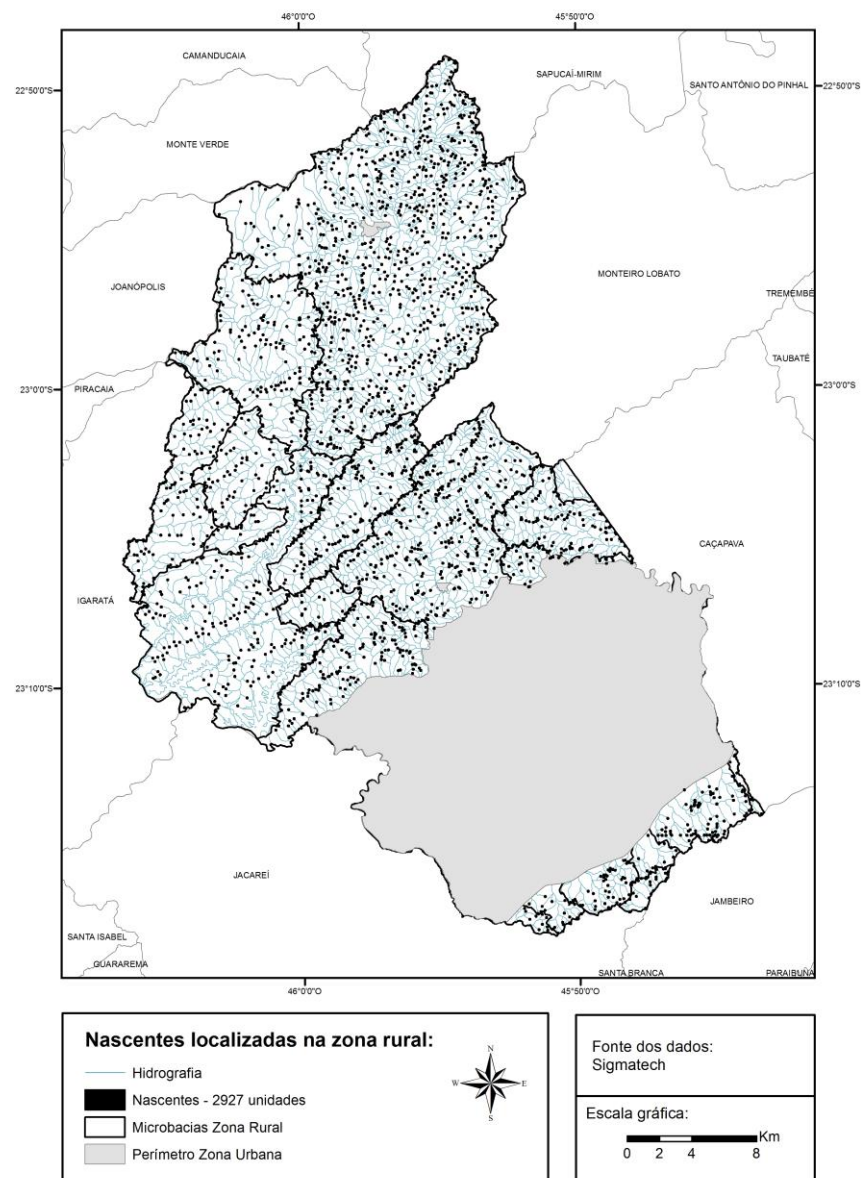 46°0'0"O
45°50'0"O
CAMANDUCAIA
SAPUCAÍ-MIRIM
SANTO ANTÔNIO DO PINHAL
22°50'0"S
22°50'0"S
MONTE VERDE
JOANÓPOLIS
MONTEIRO LOBATO
TREMEMBÉ
TAUBATÉ
PIRACAIA
23°0'0"S
23°0'0"S
CAÇAPAVA
IGARATÁ
23°10'0"S
23°10'0"S
JACAREÍ
JAMBEIRO
SANTA ISABEL
GUARAREMA
SANTA BRANCA
PARAIBUNA
46°0'0"O
45°50'0"O
Nascentes localizadas na zona rural:
Hidrografia
Nascentes - 2927 unidades
Microbacias Zona Rural
Perímetro Zona Urbana
N
W
E
S
Fonte dos dados:
Sigmatech
Escala gráfica:
Km
0 2 4 8